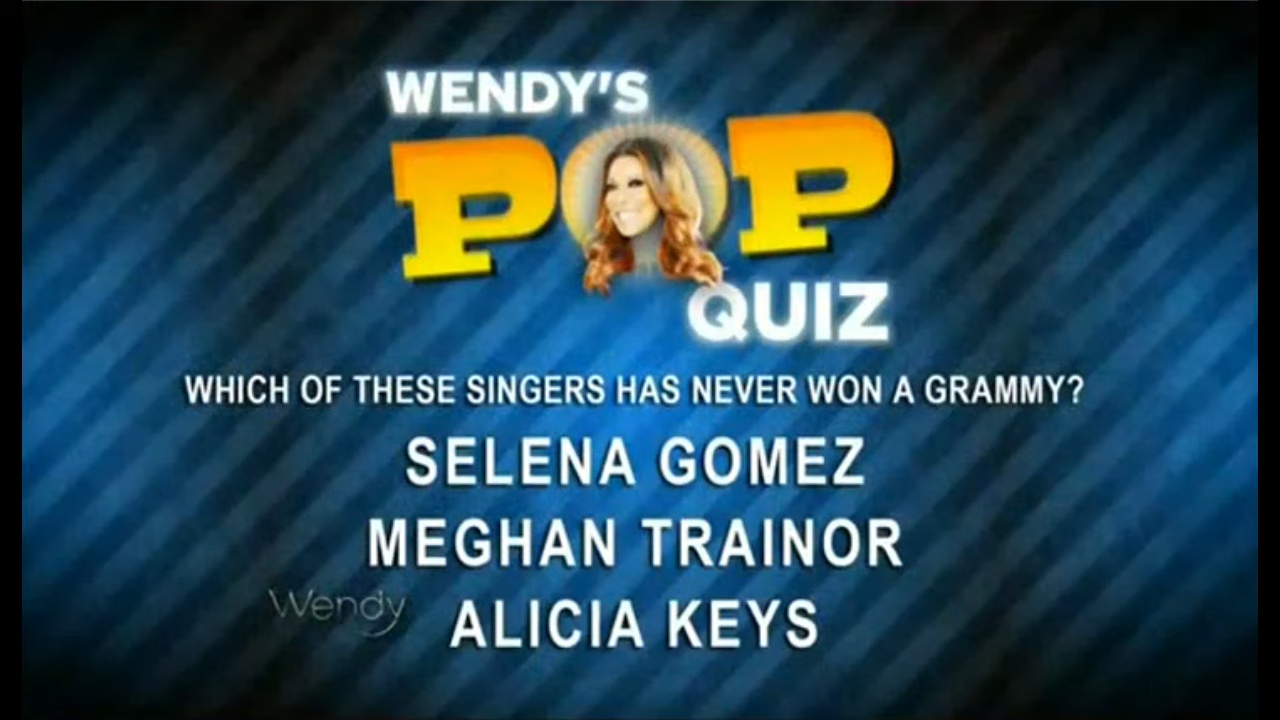 WENDY'S
POP
QUIZ
WHICH OF THESE SINGERS HAS NEVER WON A GRAMMY?
SELENA GOMEZ
MEGHAN TRAINOR
ALICIA KEYS
Wendy